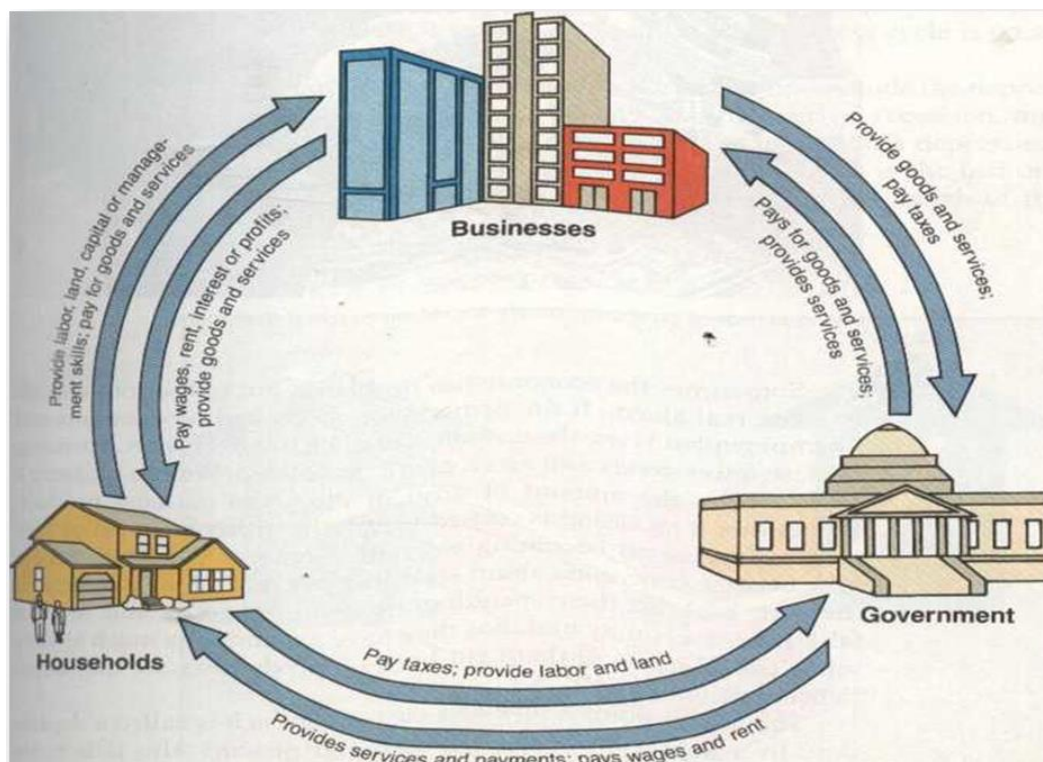 Businesses
Provide labor, land, capital or manage-
ment skills; pay for goods and services
Pay wages, rent, interest or profits;
provide goods and services
Provide goods and services;
pay taxes
Pays for goods and services;
provides services
Households
Government
Pay taxes; provide labor and land
Provides services and payments; pays wages and rent